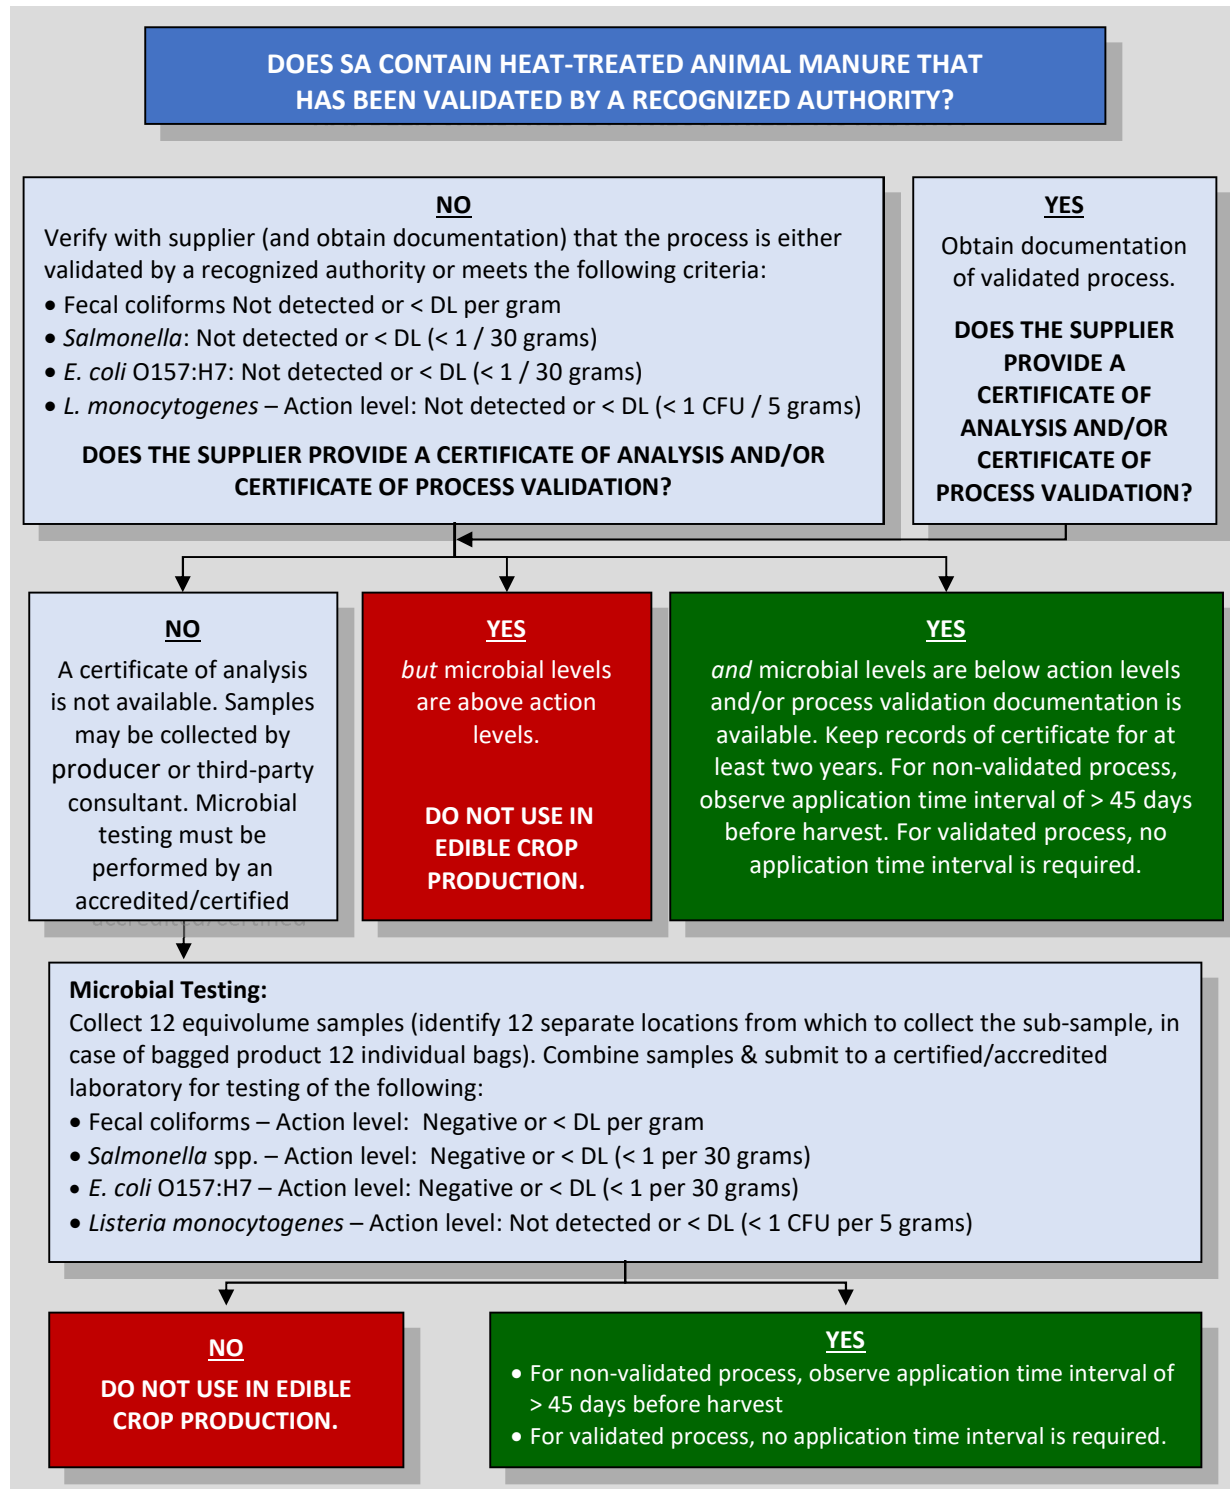 DOES SA CONTAIN HEAT-TREATED ANIMAL MANURE THAT
HAS BEEN VALIDATED BY A RECOGNIZED AUTHORITY?
NO
Verify with supplier (and obtain documentation) that the process is either
validated by a recognized authority or meets the following criteria:
• Fecal coliforms Not detected or < DL per gram
• Salmonella: Not detected or < DL (< 1 / 30 grams)
• E. coli O157:H7: Not detected or < DL (< 1 / 30 grams)
• L. monocytogenes – Action level: Not detected or < DL (< 1 CFU / 5 grams)
DOES THE SUPPLIER PROVIDE A CERTIFICATE OF ANALYSIS AND/OR
CERTIFICATE OF PROCESS VALIDATION?
YES
Obtain documentation
of validated process.
DOES THE SUPPLIER
PROVIDE A
CERTIFICATE OF
ANALYSIS AND/OR
CERTIFICATE OF
PROCESS VALIDATION?
NO
A certificate of analysis
is not available. Samples
may be collected by
producer or third-party
consultant. Microbial
testing must be
performed by an
accredited/certified
YES
but microbial levels
are above action
levels.
DO NOT USE IN
EDIBLE CROP
PRODUCTION.
YES
and microbial levels are below action levels
and/or process validation documentation is
available. Keep records of certificate for at
least two years. For non-validated process,
observe application time interval of > 45 days
before harvest. For validated process, no
application time interval is required.
Microbial Testing:
Collect 12 equivolume samples (identify 12 separate locations from which to collect the sub-sample, in
case of bagged product 12 individual bags). Combine samples & submit to a certified/accredited
laboratory for testing of the following:
• Fecal coliforms – Action level:  Negative or < DL per gram
• Salmonella spp. – Action level:  Negative or < DL (< 1 per 30 grams)
• E. coli O157:H7 – Action level: Negative or < DL (< 1 per 30 grams)
• Listeria monocytogenes – Action level: Not detected or < DL (< 1 CFU per 5 grams)
NO
DO NOT USE IN EDIBLE
CROP PRODUCTION.
YES
• For non-validated process, observe application time interval of
> 45 days before harvest
• For validated process, no application time interval is required.